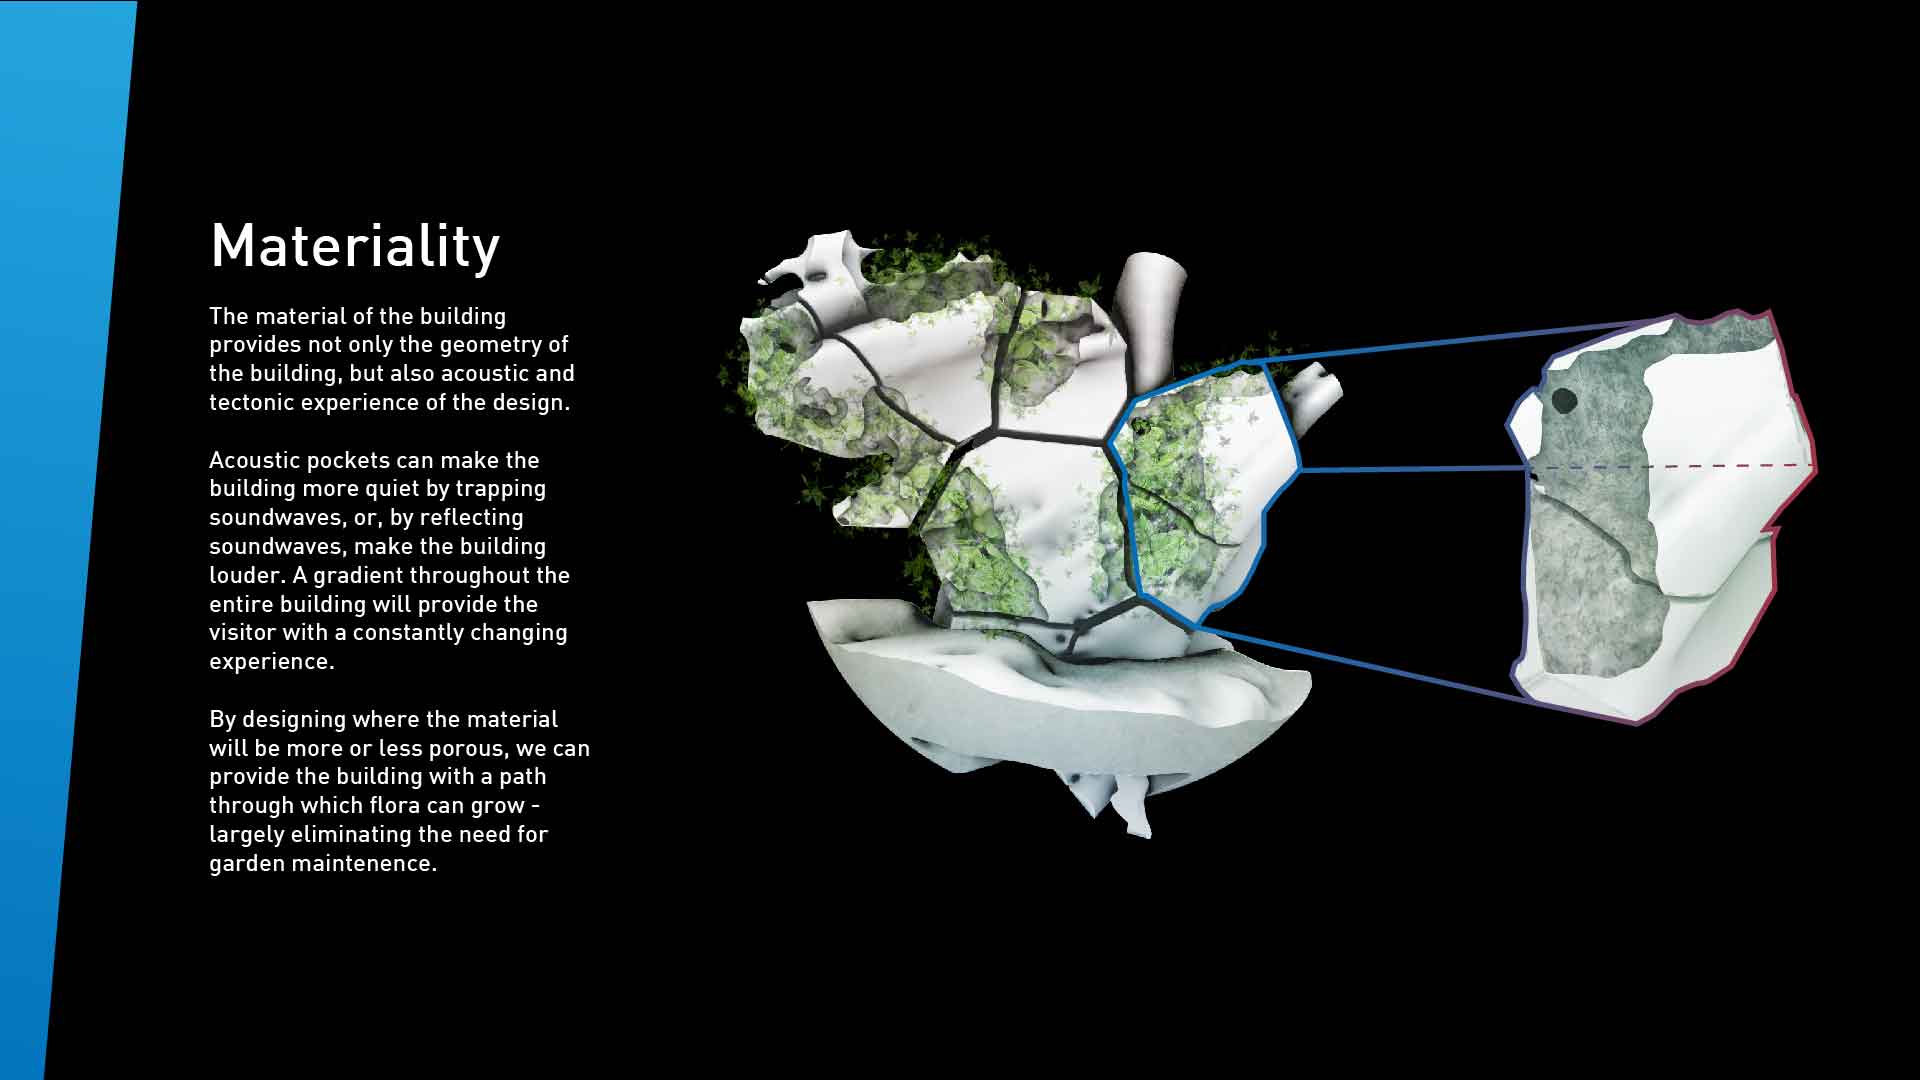 Materiality
The material of the building
provides not only the geometry of
the building, but also acoustic and
tectonic experience of the design.
Acoustic pockets can make the
building more quiet by trapping
soundwaves, or, by reflecting
soundwaves, make the building
louder. A gradient throughout the
entire building will provide the
visitor with a constantly changing
experience.
By designing where the material
will be more or less porous, we can
provide the building with a path
through which flora can grow -
largely eliminating the need for
garden maintenence.